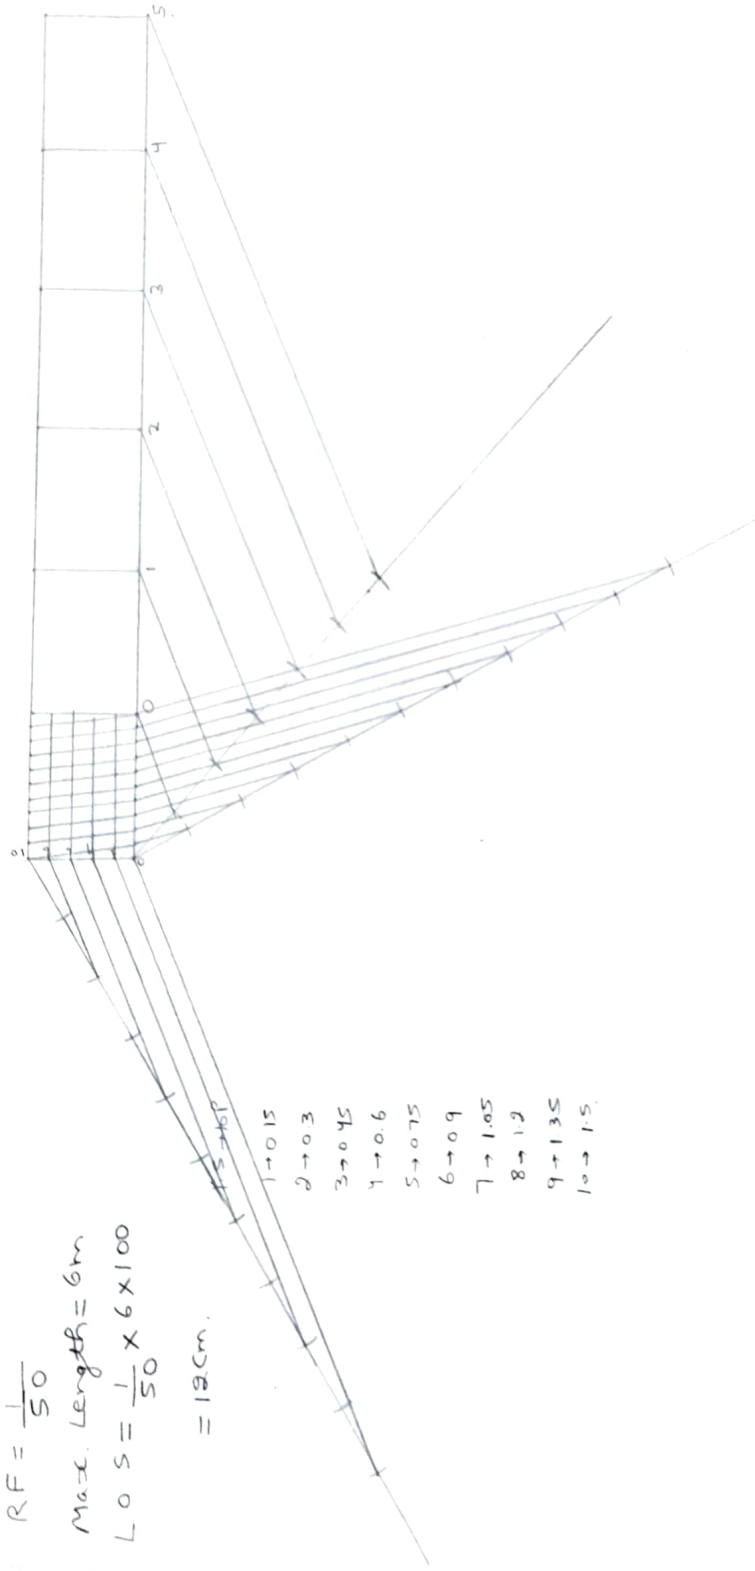 RF = 1/50
Max. Length = 6m
LOS = 1/50 × 6 × 100
= 12cm.
1 → 0.15
2 → 0.3
3 → 0.45
4 → 0.6
5 → 0.75
6 → 0.9
7 → 1.05
8 → 1.2
9 → 1.35
10 → 1.5.
10
0
0
1
2
3
4
5